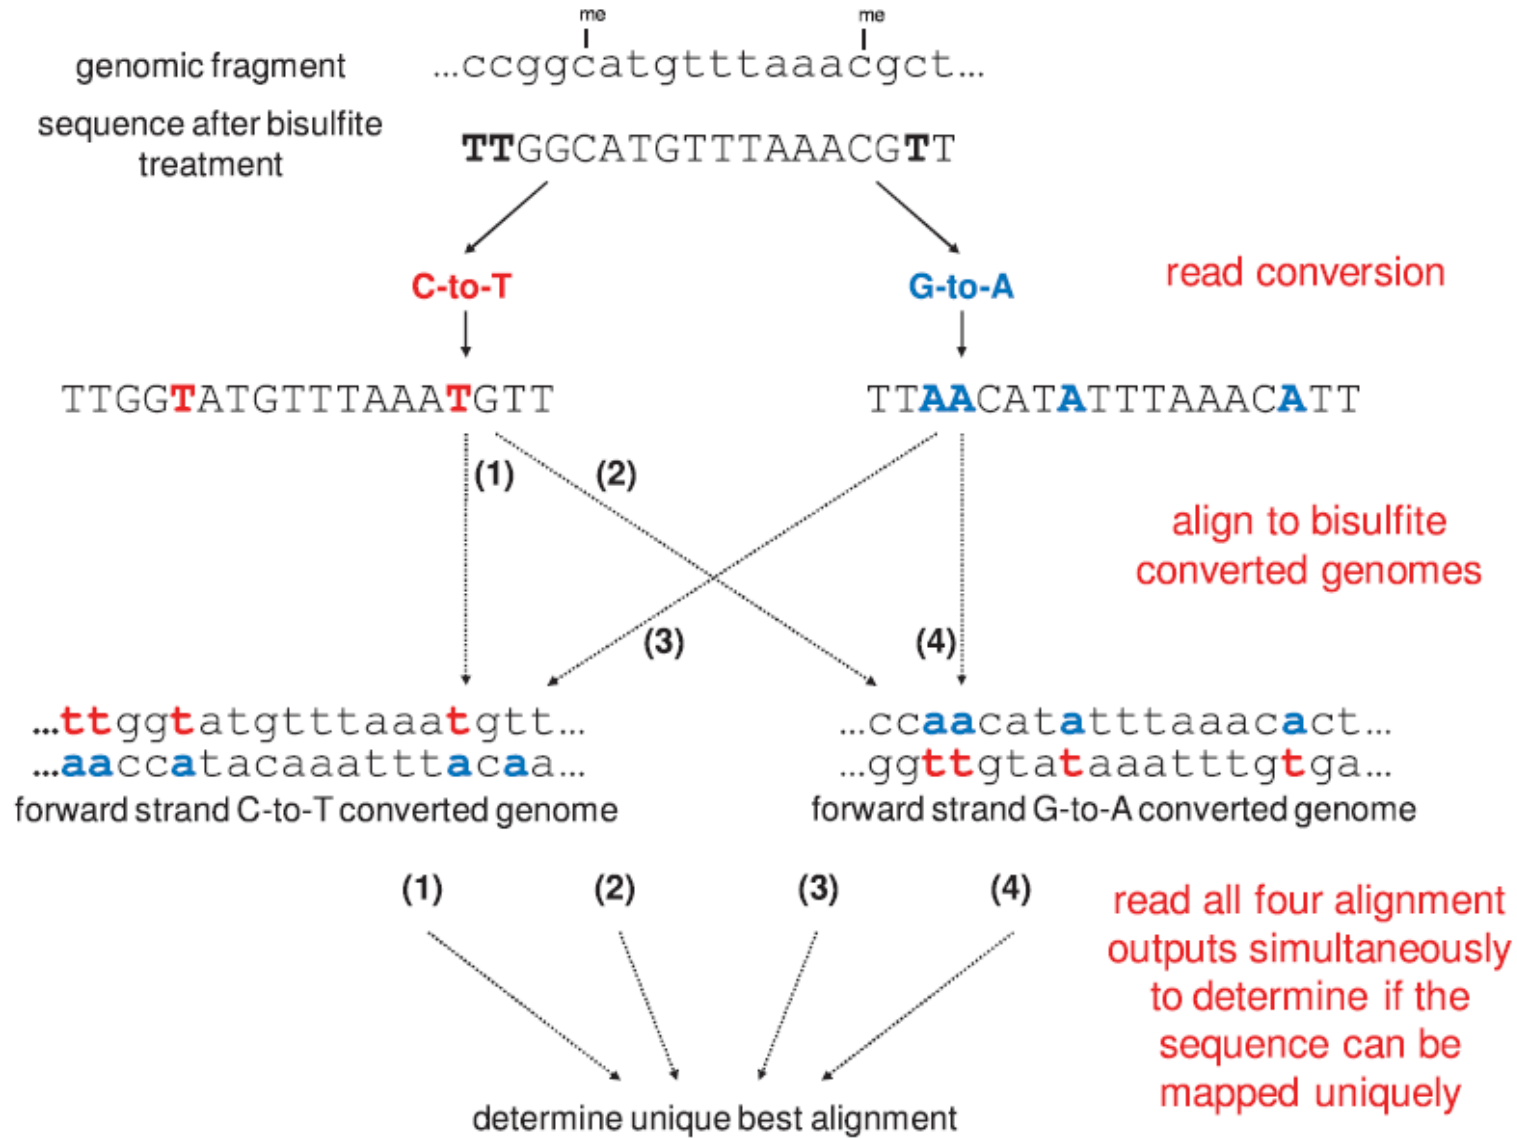 me me
genomic fragment ...ccggcatgtttaaacgct...
sequence after bisulfite
treatment
TTGGCATGTTTAAACGTT
C-to-T G-to-A read conversion
TTGGTATGTTTAAATGTT TTAACATATTTAAACATT
(1) (2)
align to bisulfite
converted genomes
(3) (4)
...ttggtatgtttaaatgtt... ...ccaacatatttaaacact...
...aaccatacaaatttacaa... ...ggttgtataaatttgtga...
forward strand C-to-T converted genome forward strand G-to-A converted genome
(1) (2) (3) (4)
read all four alignment
outputs simultaneously
to determine if the
sequence can be
mapped uniquely
determine unique best alignment